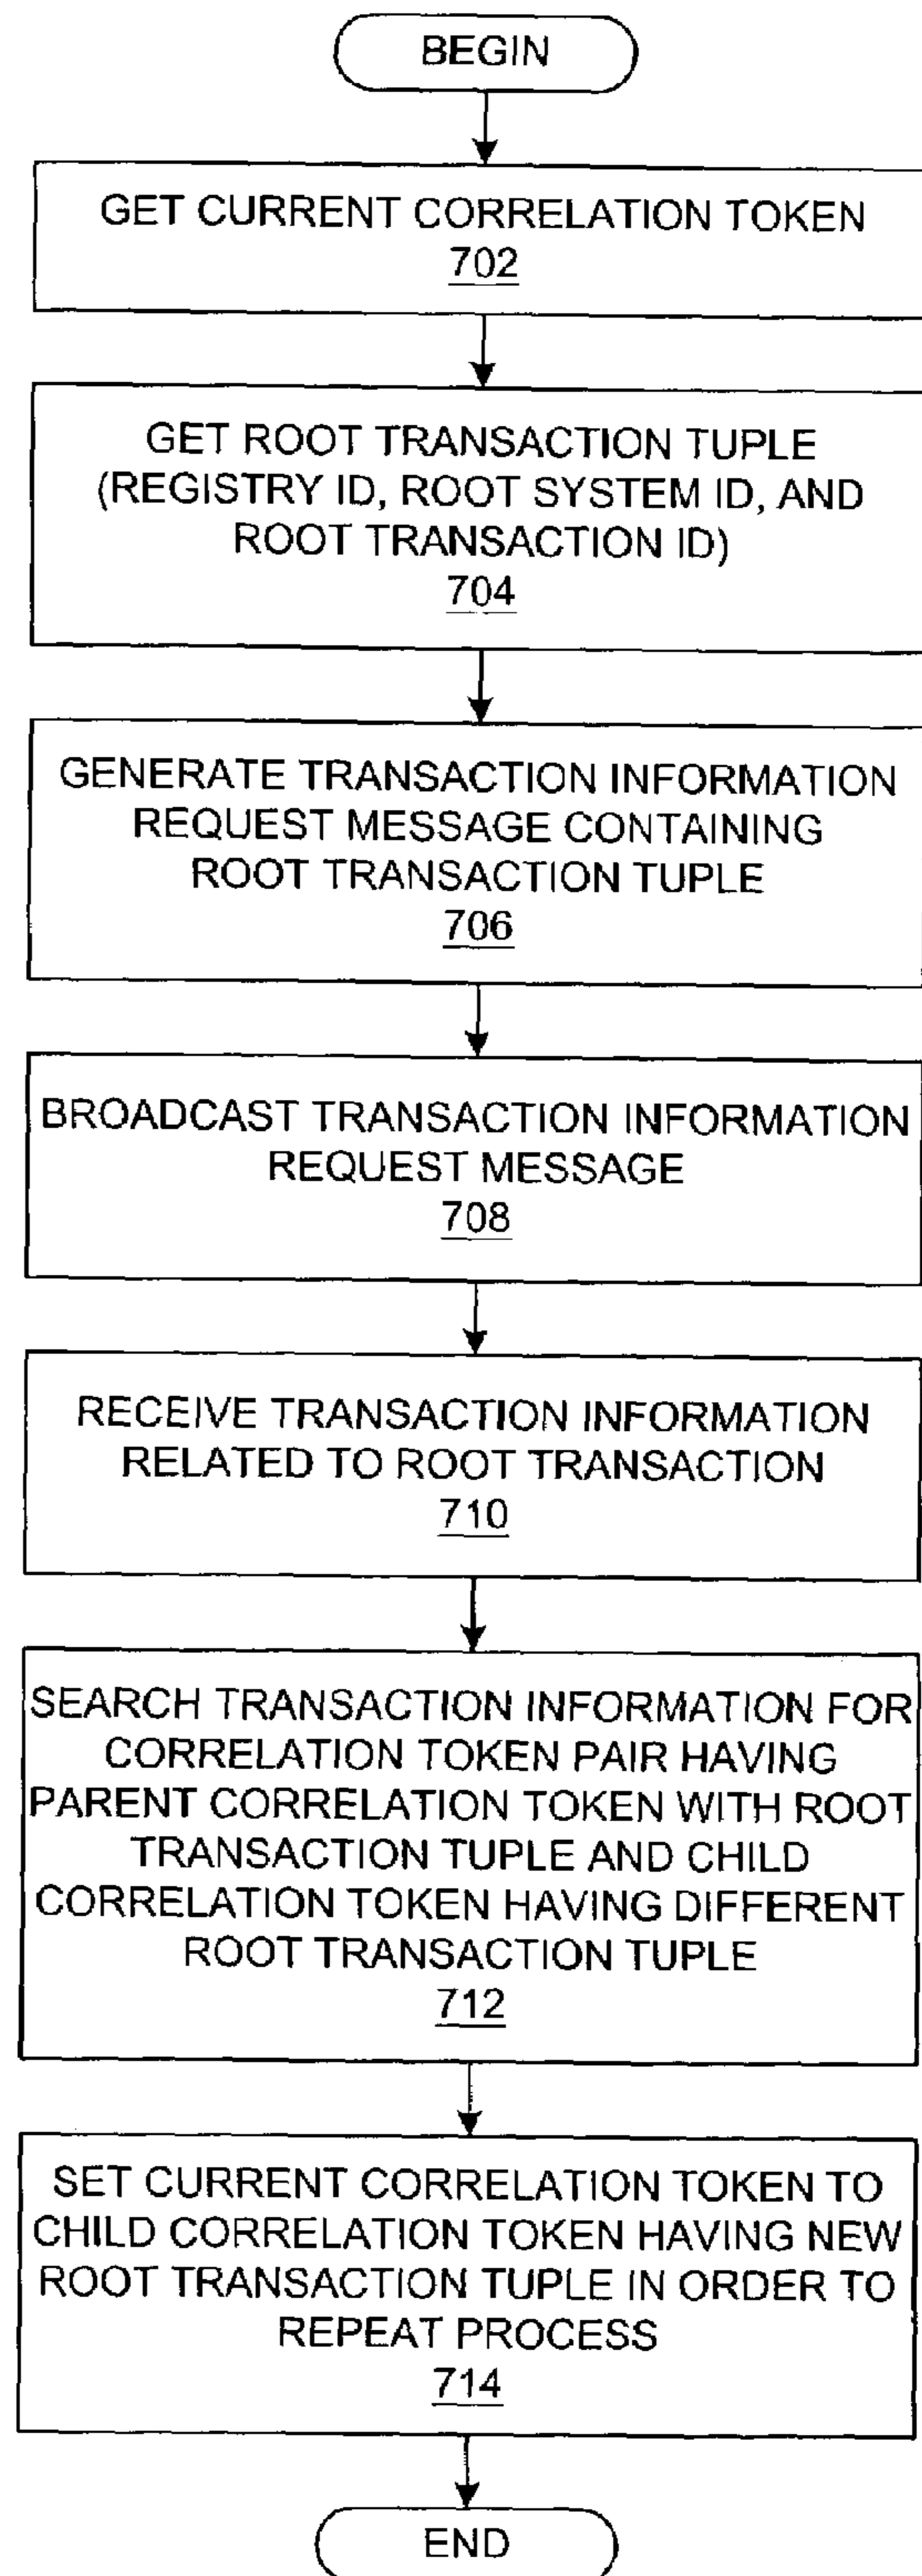 BEGIN
GET CURRENT CORRELATION TOKEN
702
GET ROOT TRANSACTION TUPLE
(REGISTRY ID, ROOT SYSTEM ID, AND
ROOT TRANSACTION ID)
704
GENERATE TRANSACTION INFORMATION
REQUEST MESSAGE CONTAINING
ROOT TRANSACTION TUPLE
706
BROADCAST TRANSACTION INFORMATION
REQUEST MESSAGE
708
RECEIVE TRANSACTION INFORMATION
RELATED TO ROOT TRANSACTION
710
SEARCH TRANSACTION INFORMATION FOR
CORRELATION TOKEN PAIR HAVING
PARENT CORRELATION TOKEN WITH ROOT
TRANSACTION TUPLE AND CHILD
CORRELATION TOKEN HAVING DIFFERENT
ROOT TRANSACTION TUPLE
712
SET CURRENT CORRELATION TOKEN TO
CHILD CORRELATION TOKEN HAVING NEW
ROOT TRANSACTION TUPLE IN ORDER TO
REPEAT PROCESS
714
END